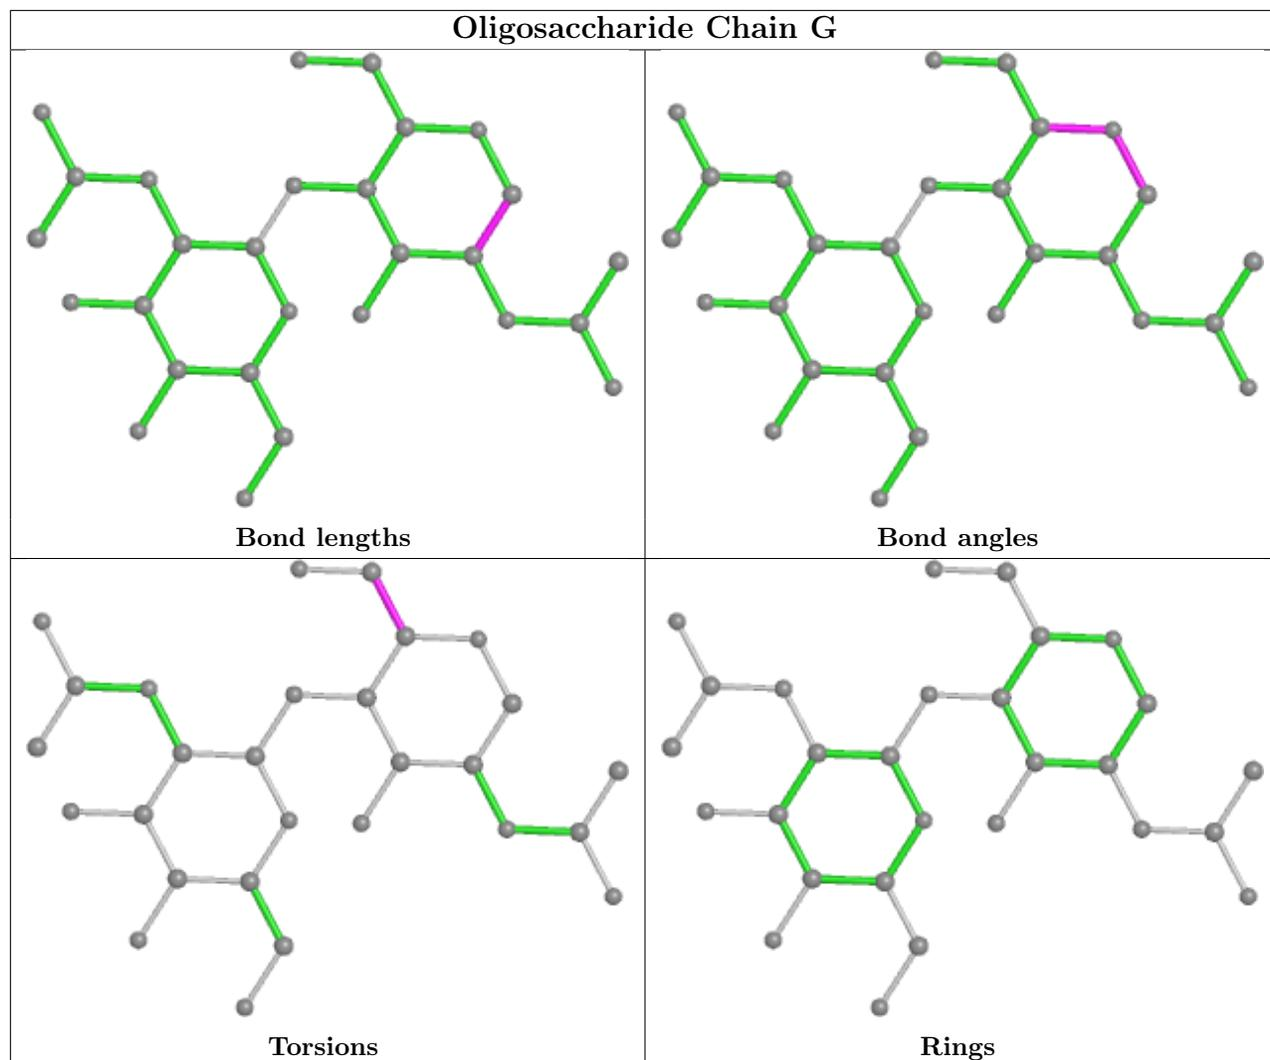 Oligosaccharide Chain G
Bond lengths
Bond angles
Torsions
Rings